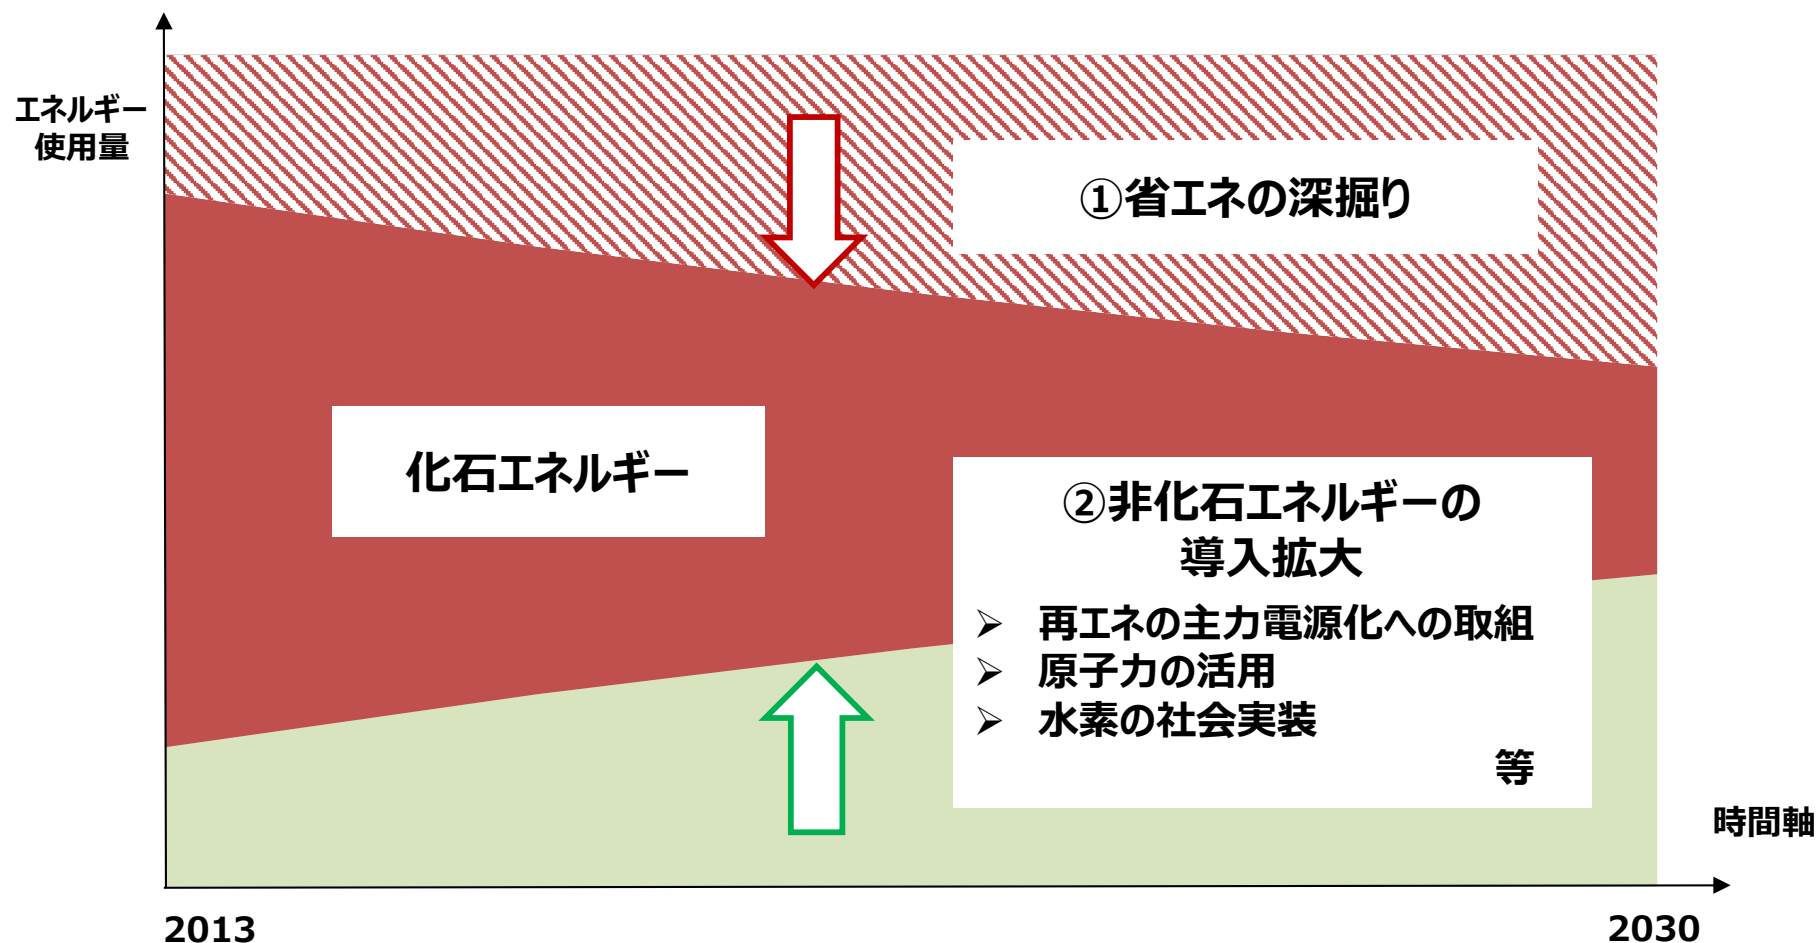 エネルギー
使用量
①省エネの深掘り
化石エネルギー
②非化石エネルギーの
導入拡大
➢ 再エネの主力電源化への取組
➢ 原子力の活用
➢ 水素の社会実装
等
時間軸
2013
2030